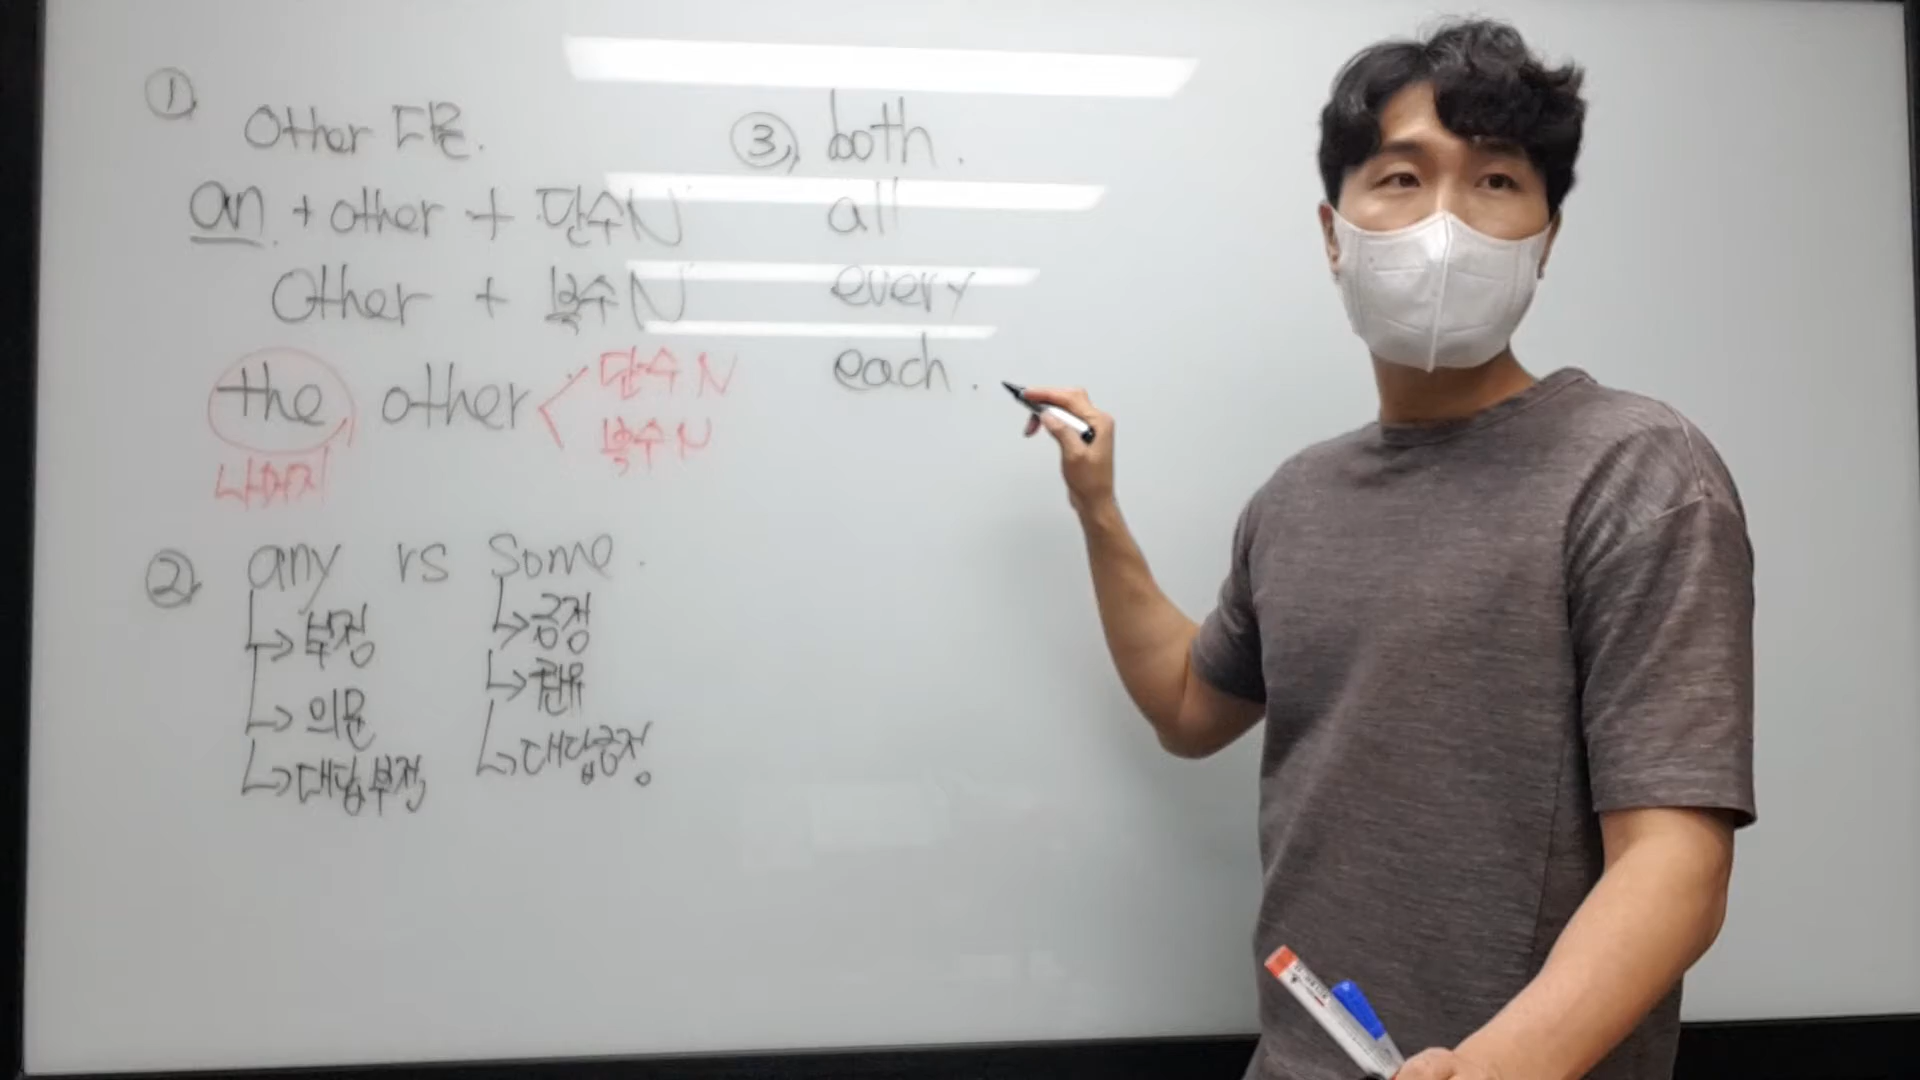 ①
other 다른.
an + other + 단수N
other + 복수N
the other < 단수 N
복수 N
나머지
② any vs some.
↳ 부정
↳ 의문
↳ 대답부정
↳ 긍정
↳ 권유
↳ 대답긍정
③ both.
all
every
each.